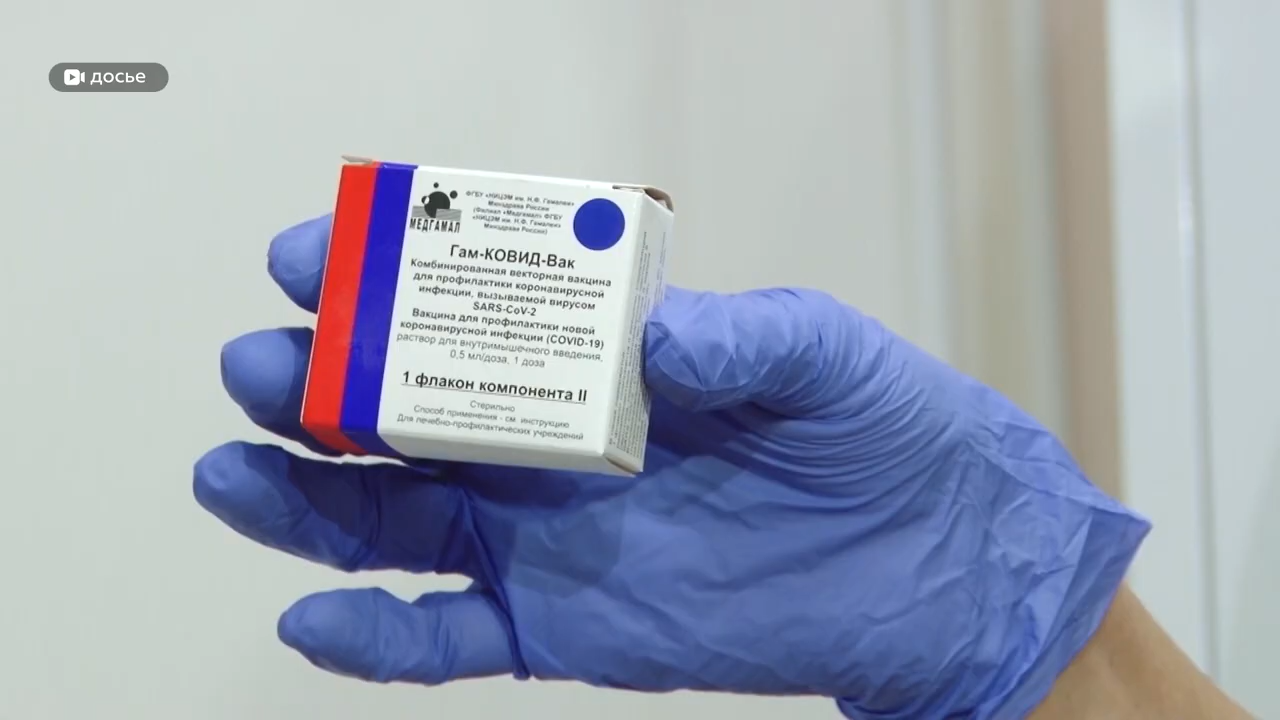 досье
МЕДГАМАЛ
ФГБУ «НИЦЭМ им. Н.Ф. Гамалеи»
Минздрава России
(Филиал «Медгамал» ФГБУ
«НИЦЭМ им. Н.Ф. Гамалеи»
Минздрава России)
Гам-КОВИД-Вак
Комбинированная векторная вакцина
для профилактики коронавирусной
инфекции, вызываемой вирусом
SARS-CoV-2
Вакцина для профилактики новой
коронавирусной инфекции (COVID-19)
раствор для внутримышечного введения,
0,5 мл/доза, 1 доза
1 флакон компонента II
Стерильно
Способ применения - см. инструкцию
Для лечебно-профилактических учреждений